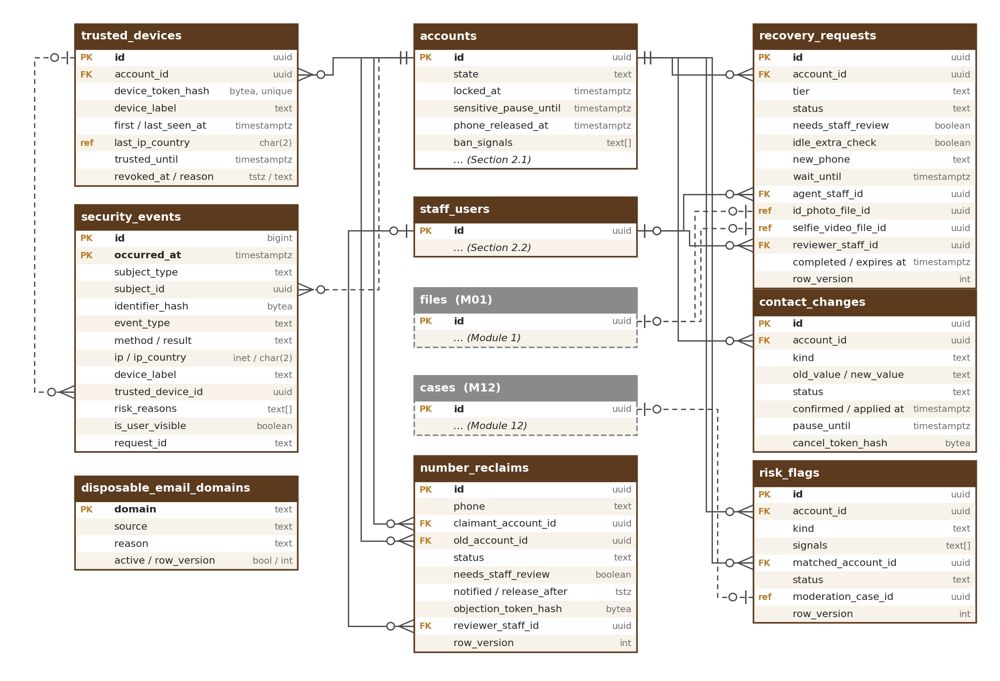 trusted_devices
PK id uuid
FK account_id uuid
device_token_hash bytea, unique
device_label text
first / last_seen_at timestamptz
ref last_ip_country char(2)
trusted_until timestamptz
revoked_at / reason tstz / text
security_events
PK id bigint
PK occurred_at timestamptz
subject_type text
subject_id uuid
identifier_hash bytea
event_type text
method / result text
ip / ip_country inet / char(2)
device_label text
trusted_device_id uuid
risk_reasons text[]
is_user_visible boolean
request_id text
disposable_email_domains
PK domain text
source text
reason text
active / row_version bool / int
accounts
PK id uuid
state text
locked_at timestamptz
sensitive_pause_until timestamptz
phone_released_at timestamptz
ban_signals text[]
... (Section 2.1)
staff_users
PK id uuid
... (Section 2.2)
files (M01)
PK id uuid
... (Module 1)
cases (M12)
PK id uuid
... (Module 12)
number_reclaims
PK id uuid
phone text
FK claimant_account_id uuid
FK old_account_id uuid
status text
needs_staff_review boolean
notified / release_after tstz
objection_token_hash bytea
FK reviewer_staff_id uuid
row_version int
recovery_requests
PK id uuid
FK account_id uuid
tier text
status text
needs_staff_review boolean
idle_extra_check boolean
new_phone text
wait_until timestamptz
FK agent_staff_id uuid
ref id_photo_file_id uuid
ref selfie_video_file_id uuid
FK reviewer_staff_id uuid
completed / expires at timestamptz
row_version int
contact_changes
PK id uuid
FK account_id uuid
kind text
old_value / new_value text
status text
confirmed / applied at timestamptz
pause_until timestamptz
cancel_token_hash bytea
risk_flags
PK id uuid
FK account_id uuid
kind text
signals text[]
FK matched_account_id uuid
status text
ref moderation_case_id uuid
row_version int